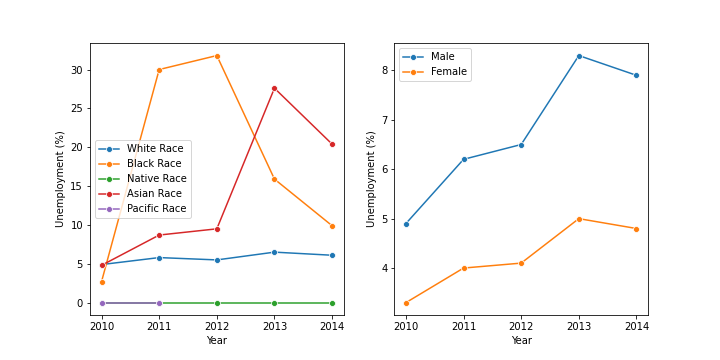 Unemployment (%)
30
25
20
15
10
5
0
White Race
Black Race
Native Race
Asian Race
Pacific Race
2010 2011 2012 2013 2014
Year
Unemployment (%)
8
7
6
5
4
Male
Female
2010 2011 2012 2013 2014
Year